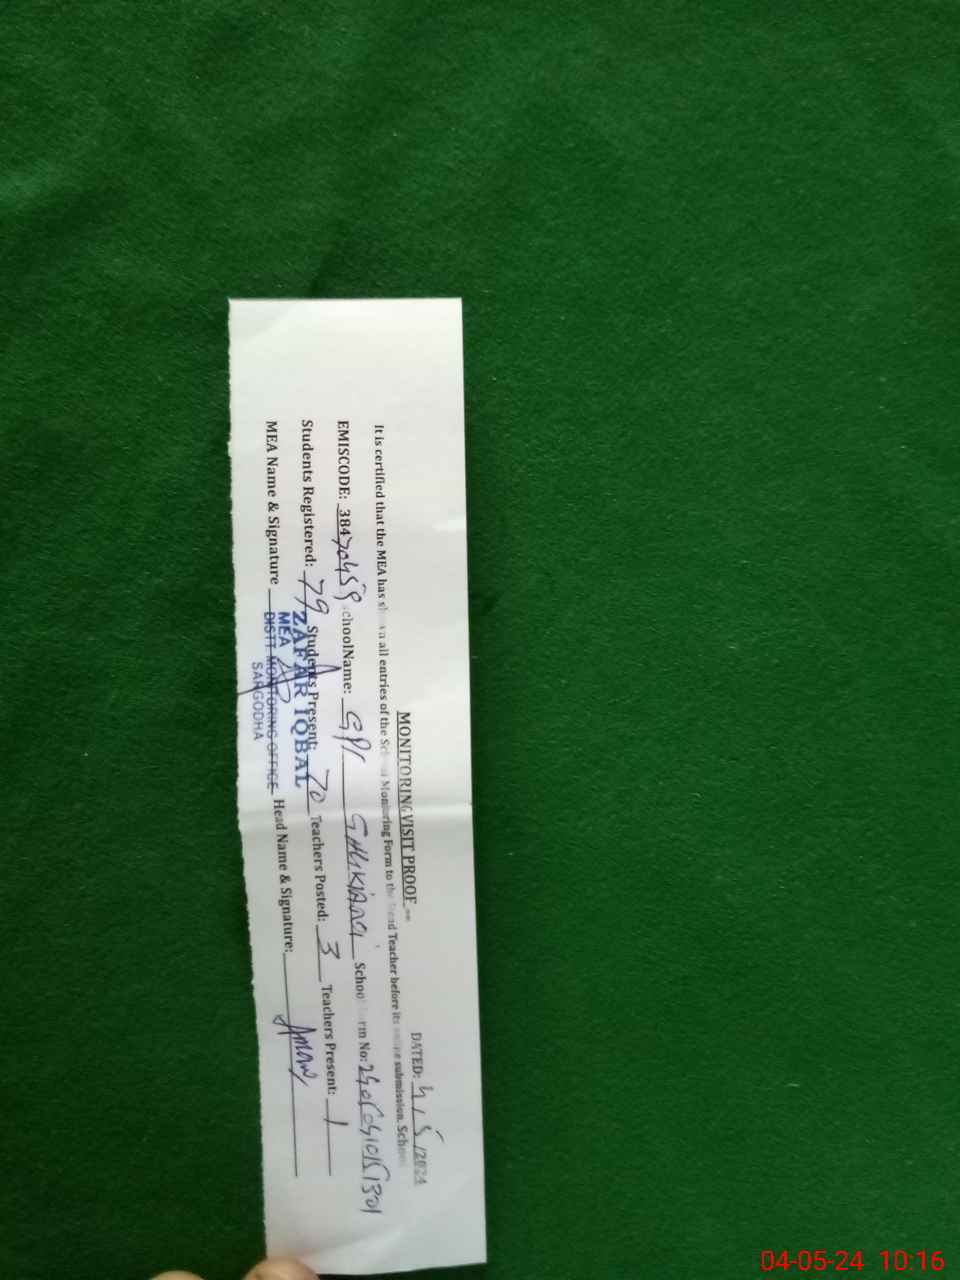 MONITORING VISIT PROOF
DATED: 4/5/2024
It is certified that the MEA has shown all entries of the School Monitoring Form to the Head Teacher before its online submission. School
EMISCODE: 38470459 SchoolName: GPS School Form No:
Students Registered: 79 Students Present: 70 Teachers Posted: 3 Teachers Present: 1
MEA Name & Signature Head Name & Signature:
ZAFAR IQBAL
MEA
DISTT MONITORING OFFICE
SARGODHA
04-05-24 10:16